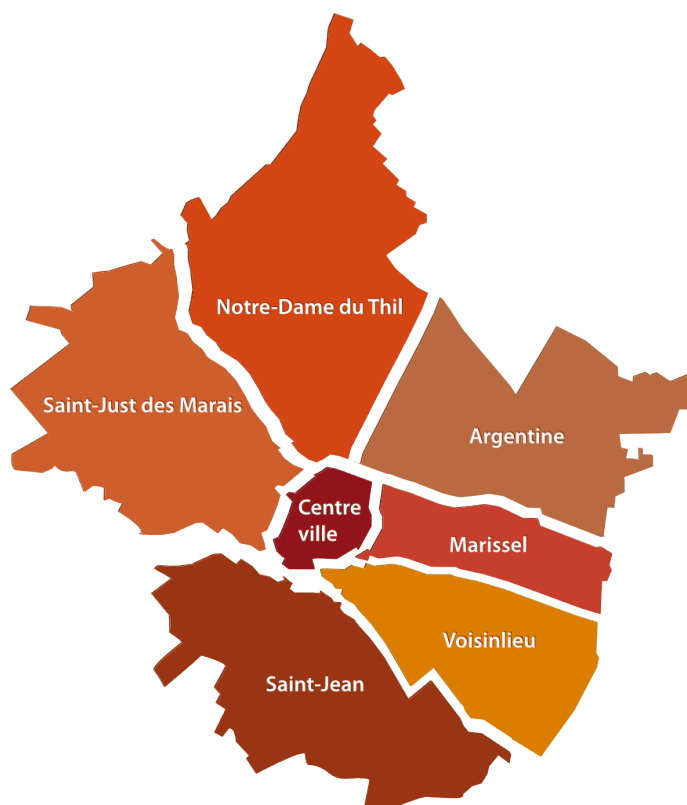 Notre-Dame du Thil
Saint-Just des Marais
Argentine
Centre
ville
Marissel
Voisinlieu
Saint-Jean